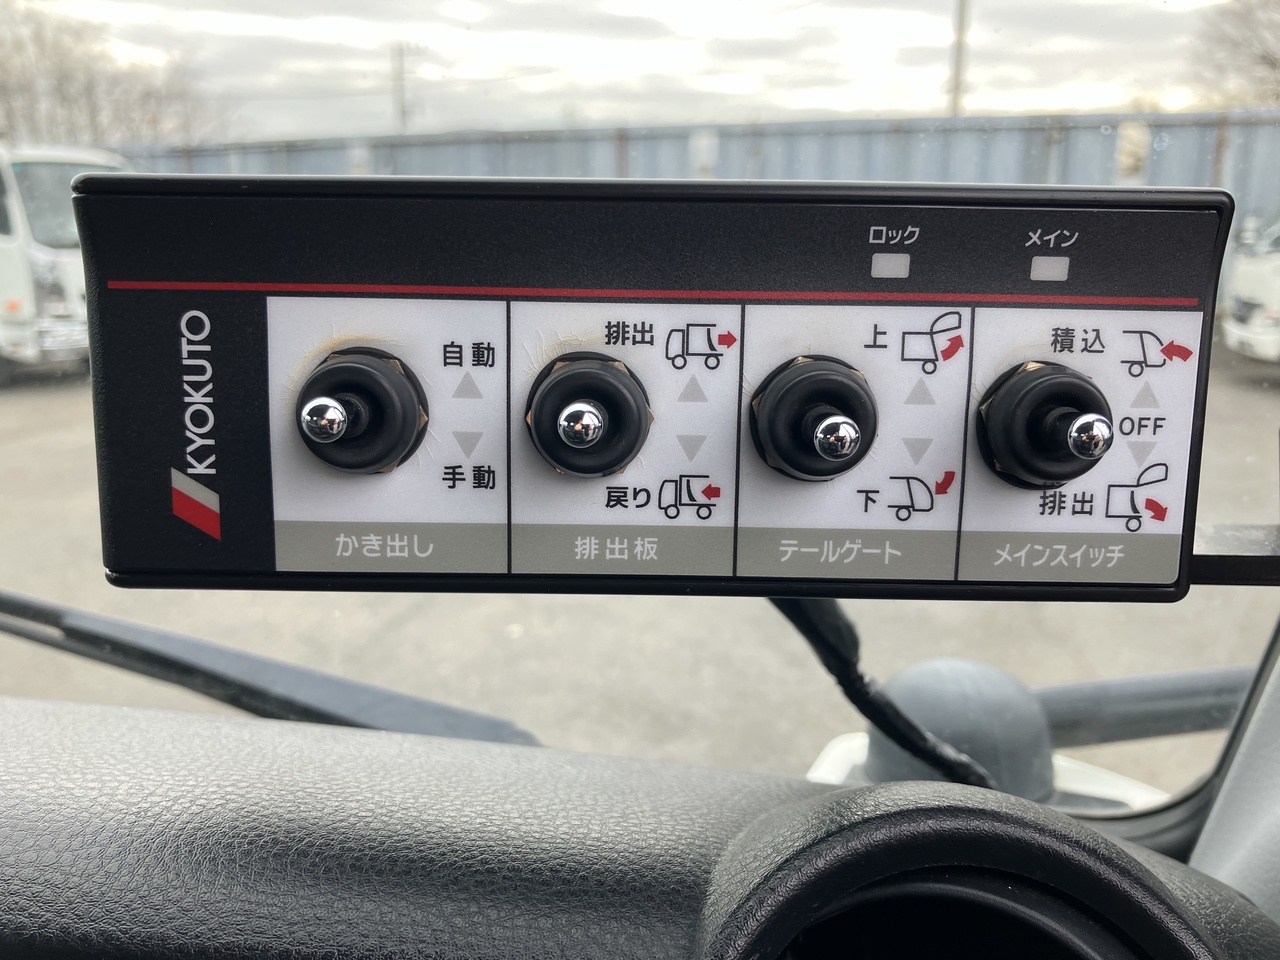 ロック
メイン
KYOKUTO
自動
手動
かき出し
排出
戻り
排出板
上
下
テールゲート
積込
OFF
排出
メインスイッチ